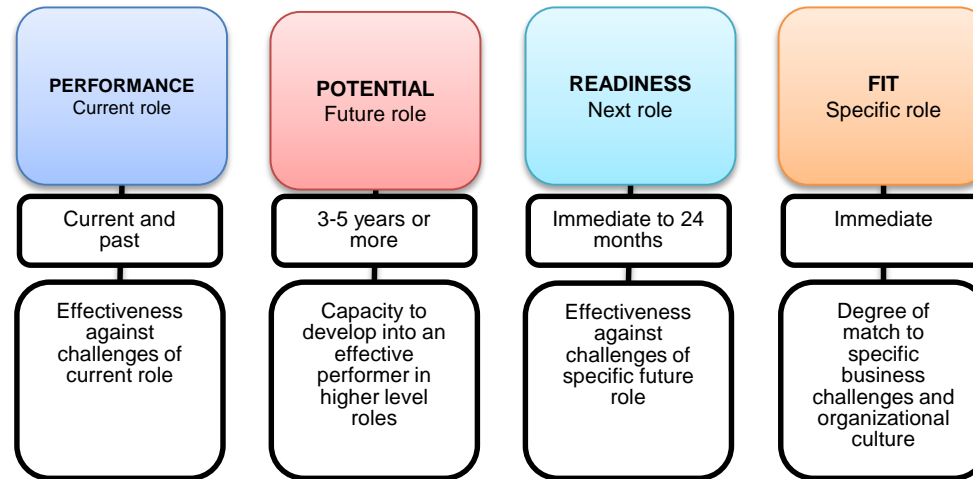 PERFORMANCE
Current role
POTENTIAL
Future role
READINESS
Next role
FIT
Specific role
Current and
past
3-5 years or
more
Immediate to 24
months
Immediate
Effectiveness
against
challenges of
current role
Capacity to
develop into an
effective
performer in
higher level
roles
Effectiveness
against
challenges of
specific future
role
Degree of
match to
specific
business
challenges and
organizational
culture